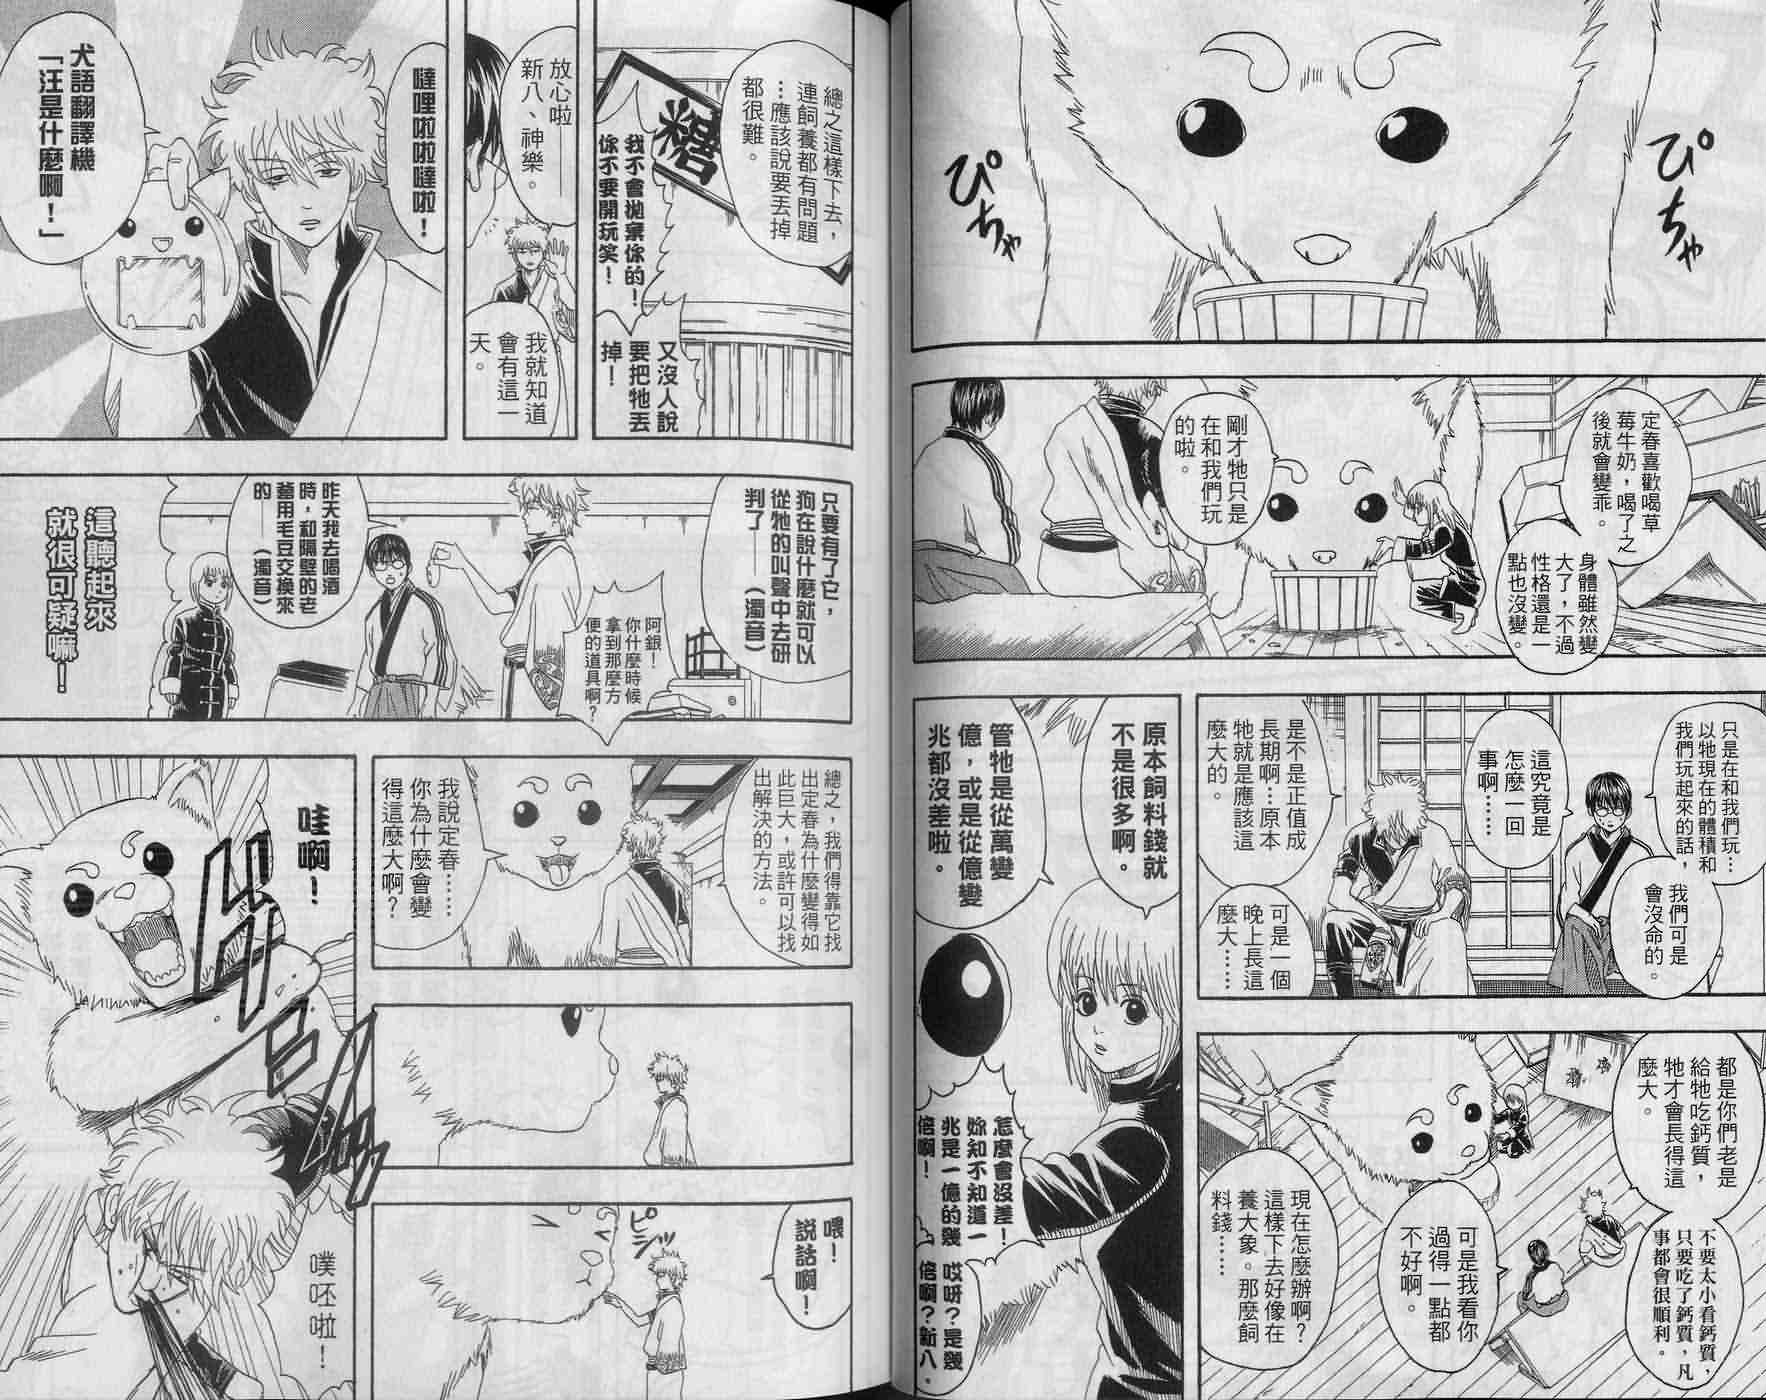 ぴちゃ
ぴちゃ
定春喜歡喝草
莓牛奶，喝了之
後就會變乖。
身體雖然變
大了，不過
性格還是一
點也沒變。
剛才牠只是
在和我們玩
的啦。
只是在和我們玩…
以牠現在的體積和
我們玩起來的話，
我們可是
會沒命的。
這究竟是
怎麼一回
事啊……
是不是正值成
長期啊…原本
牠就是應該這
麼大的。
可是一個
晚上長這
麼大……
原本飼料錢就
不是很多啊。
管牠是從萬變
億，或是從億變
兆都沒差啦。
怎麼會沒差！
妳知不知道一
兆是一億的幾
倍啊！
哎呀？是幾
倍啊？新八。
都是你們老是
給牠吃鈣質，
牠才會長得這
麼大。
不要太小看鈣質，
只要吃了鈣質，凡
事都會很順利。
可是我看你
過得一點都
不好啊。
現在怎麼辦啊？
這樣下去好像在
養大象。那麼飼
料錢……
總之這樣下去，
連飼養都有問題
…應該說要丟掉
都很難。
糖
我不會拋棄你的！
你不要開玩笑！
又沒人說
要把牠丟
掉！
放心啦——
新八、神樂。
我就知道
會有這一
天。
噠哩啦啦噠啦！
犬語翻譯機
「汪是什麼啊！」
只要有了它，
狗在說什麼就可以
從牠的叫聲中去研
判了——（濁音）
阿銀！
你什麼時候
拿到那麼方
便的道具啊？
昨天我去喝酒
時，和隔壁的老
爺用毛豆交換來
的——（濁音）
這聽起來
就很可疑嘛！
總之，我們得靠它找
出定春為什麼變得如
此巨大，或許可以找
出解決的方法。
我說定春……
你為什麼會變
得這麼大啊？
喂！
說話啊！
ピシッ
哇啊！
噗呸啦！